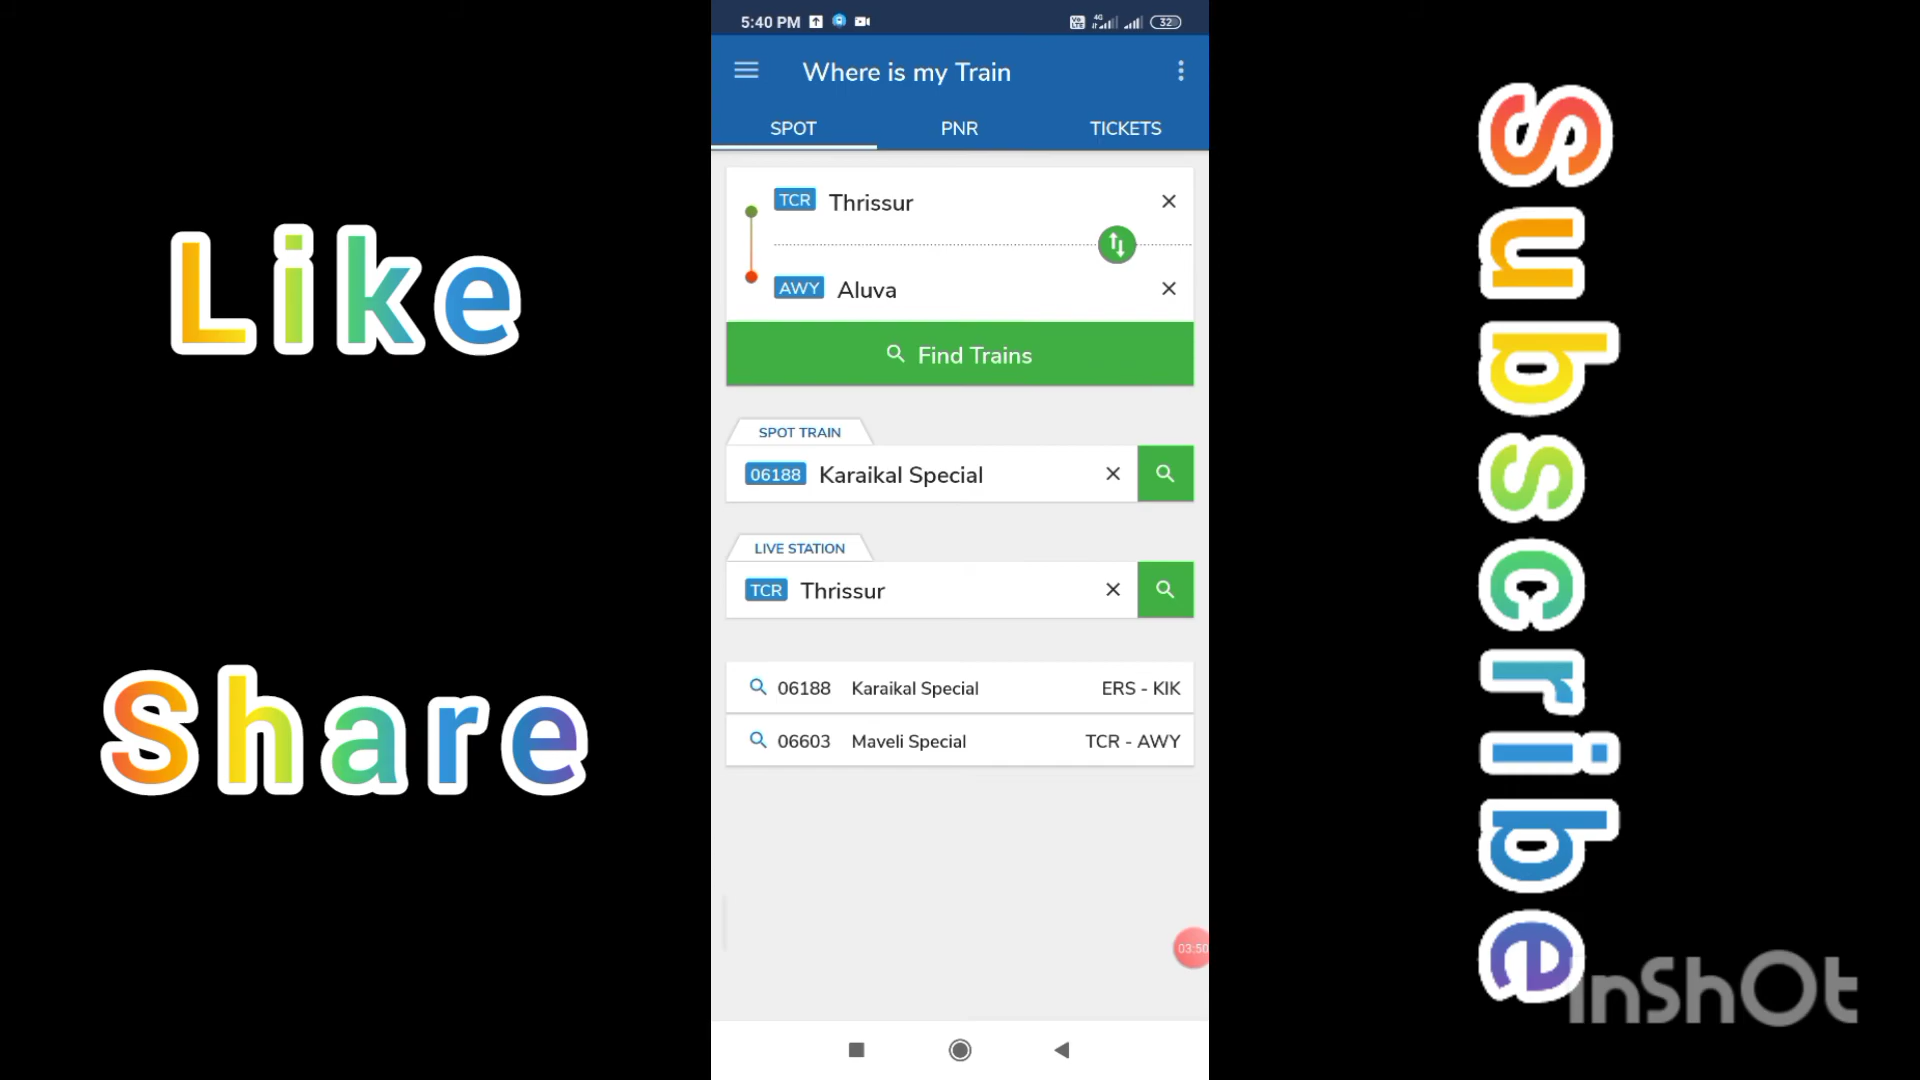 Like
Share
5:40 PM
4G
32
Where is my Train
SPOT PNR TICKETS
TCR Thrissur
AWY Aluva
Find Trains
SPOT TRAIN
06188 Karaikal Special
LIVE STATION
TCR Thrissur
06188 Karaikal Special ERS - KIK
06603 Maveli Special TCR - AWY
03:50
Subscribe
InShOt